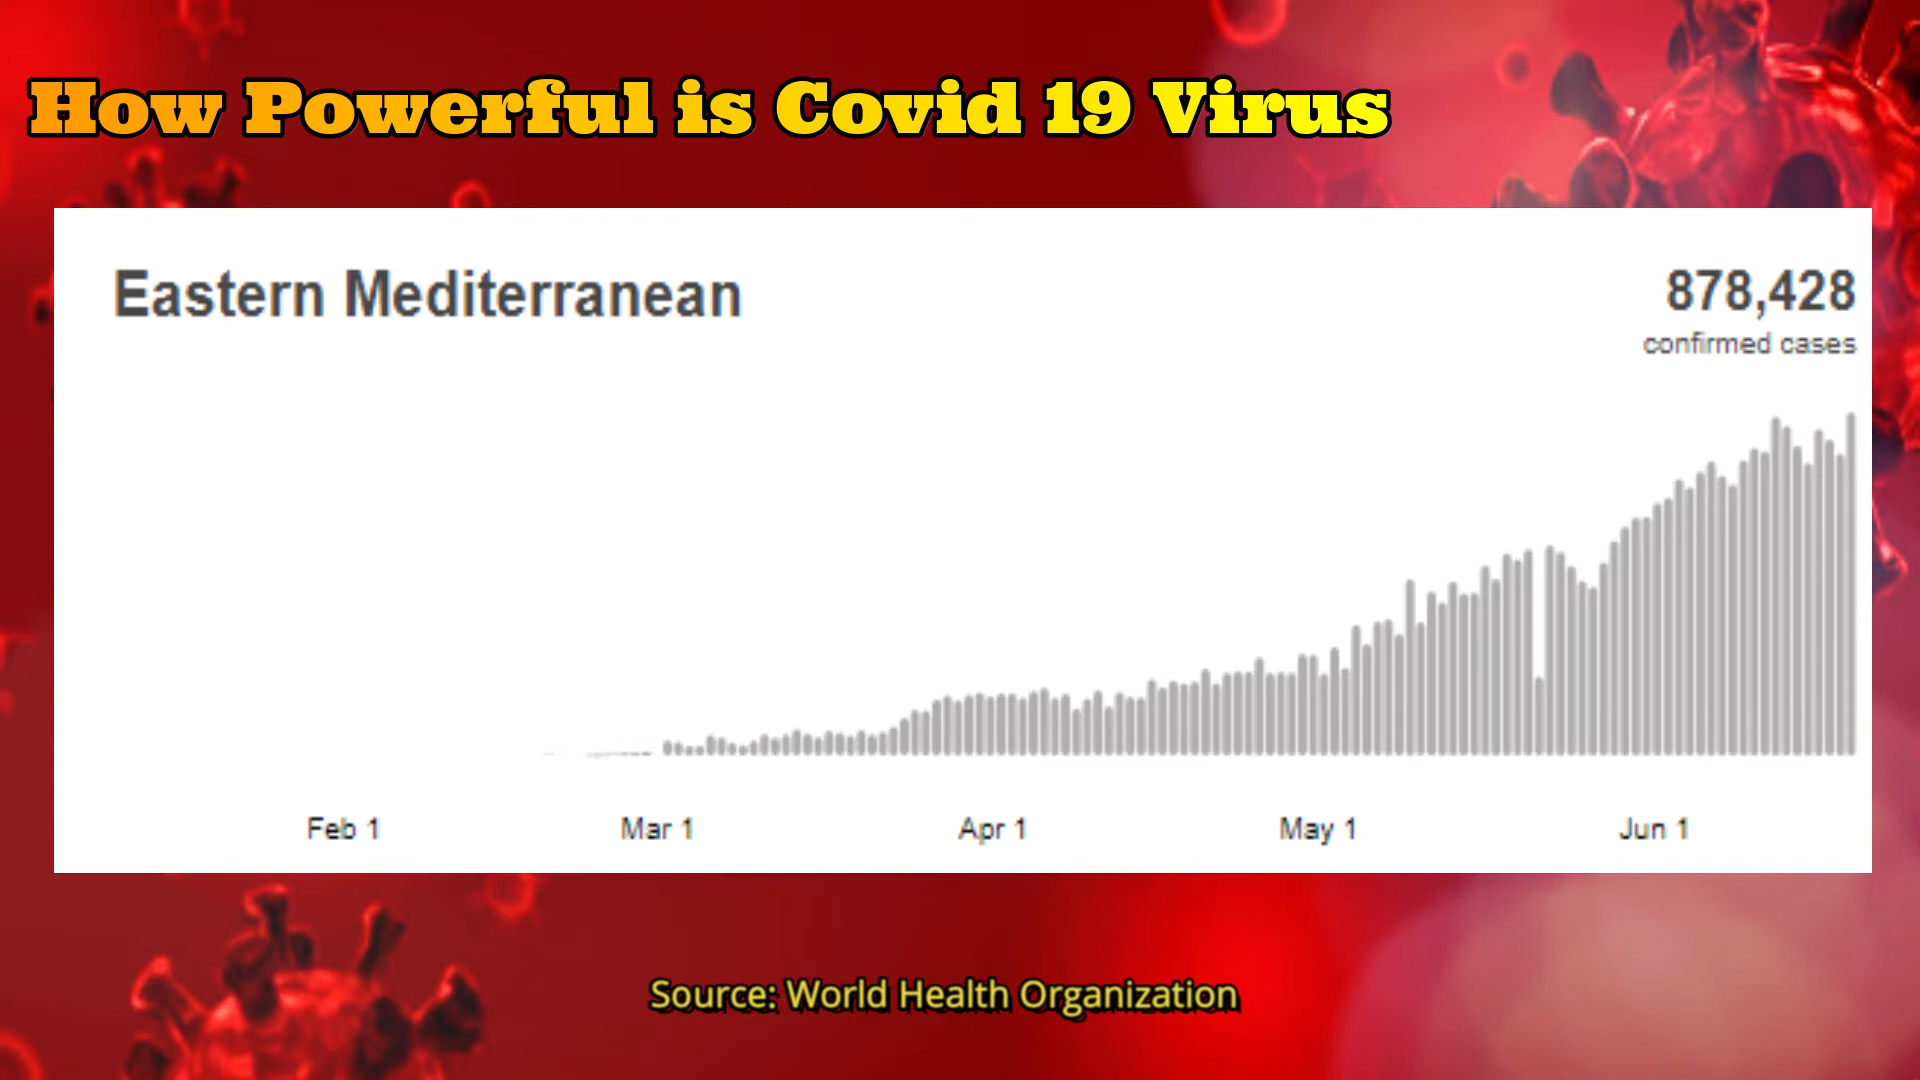 How Powerful is Covid 19 Virus
Eastern Mediterranean
878,428
confirmed cases
Feb 1 Mar 1 Apr 1 May 1 Jun 1
Source: World Health Organization